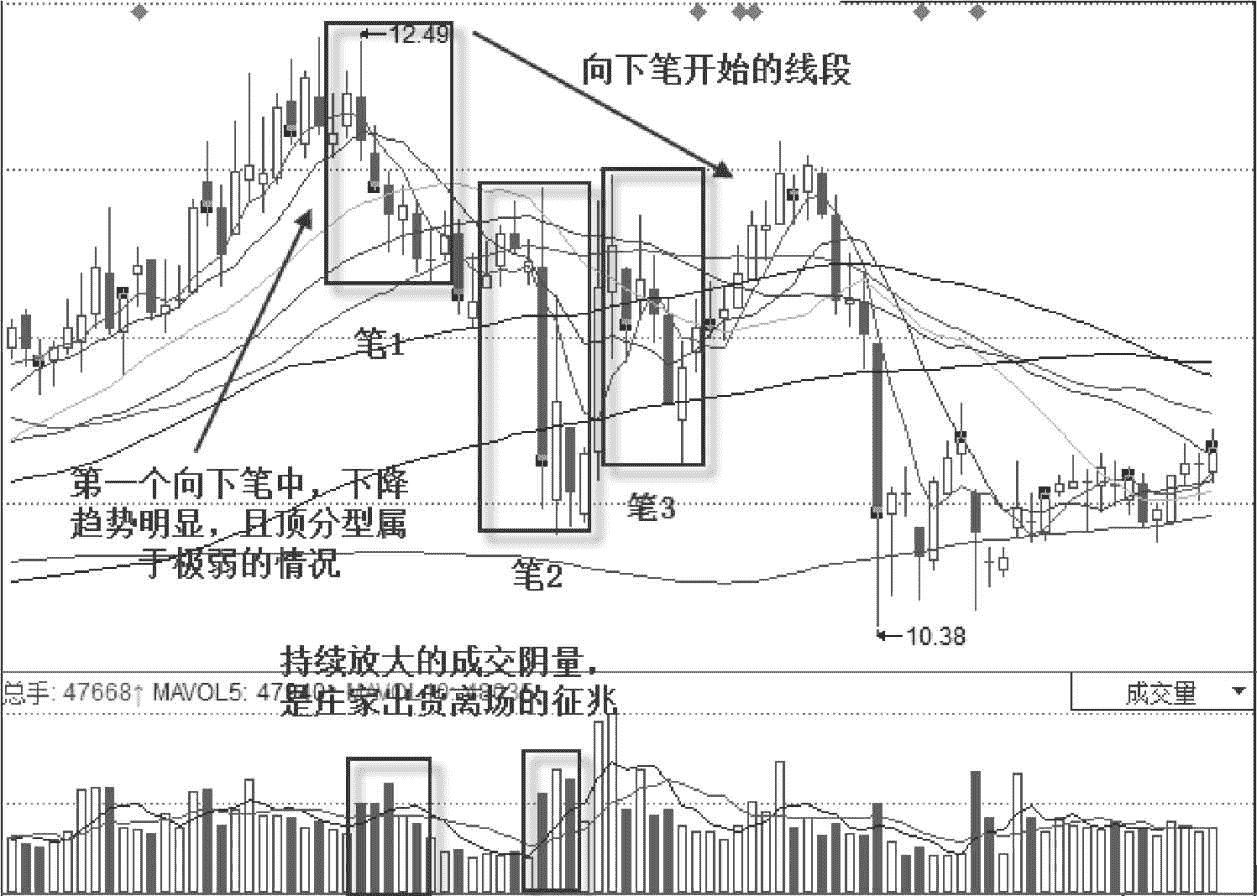 12.49
向下笔开始的线段
笔1
第一个向下笔中，下降
趋势明显，且顶分型属
于极弱的情况
笔3
笔2
10.38
持续放大的成交阴量，
是庄家出货离场的征兆
总手: 47668↑ MAVOL5:
成交量